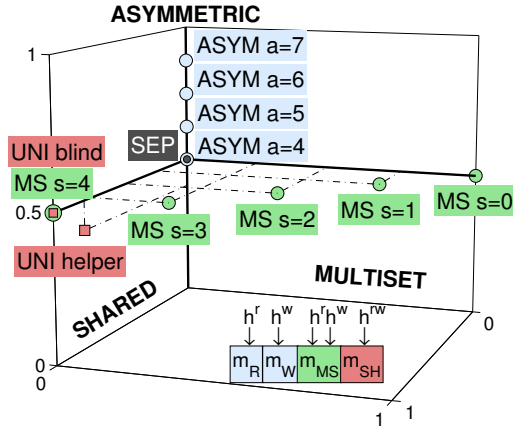 ASYMMETRIC
1
ASYM a=7
ASYM a=6
ASYM a=5
SEP
ASYM a=4
UNI blind
MS s=4
MS s=3
MS s=2
MS s=1
MS s=0
0.5
UNI helper
SHARED
MULTISET
0
h^r h^w h^r h^w h^rw
m_R m_W m_MS m_SH
0
0
1
1